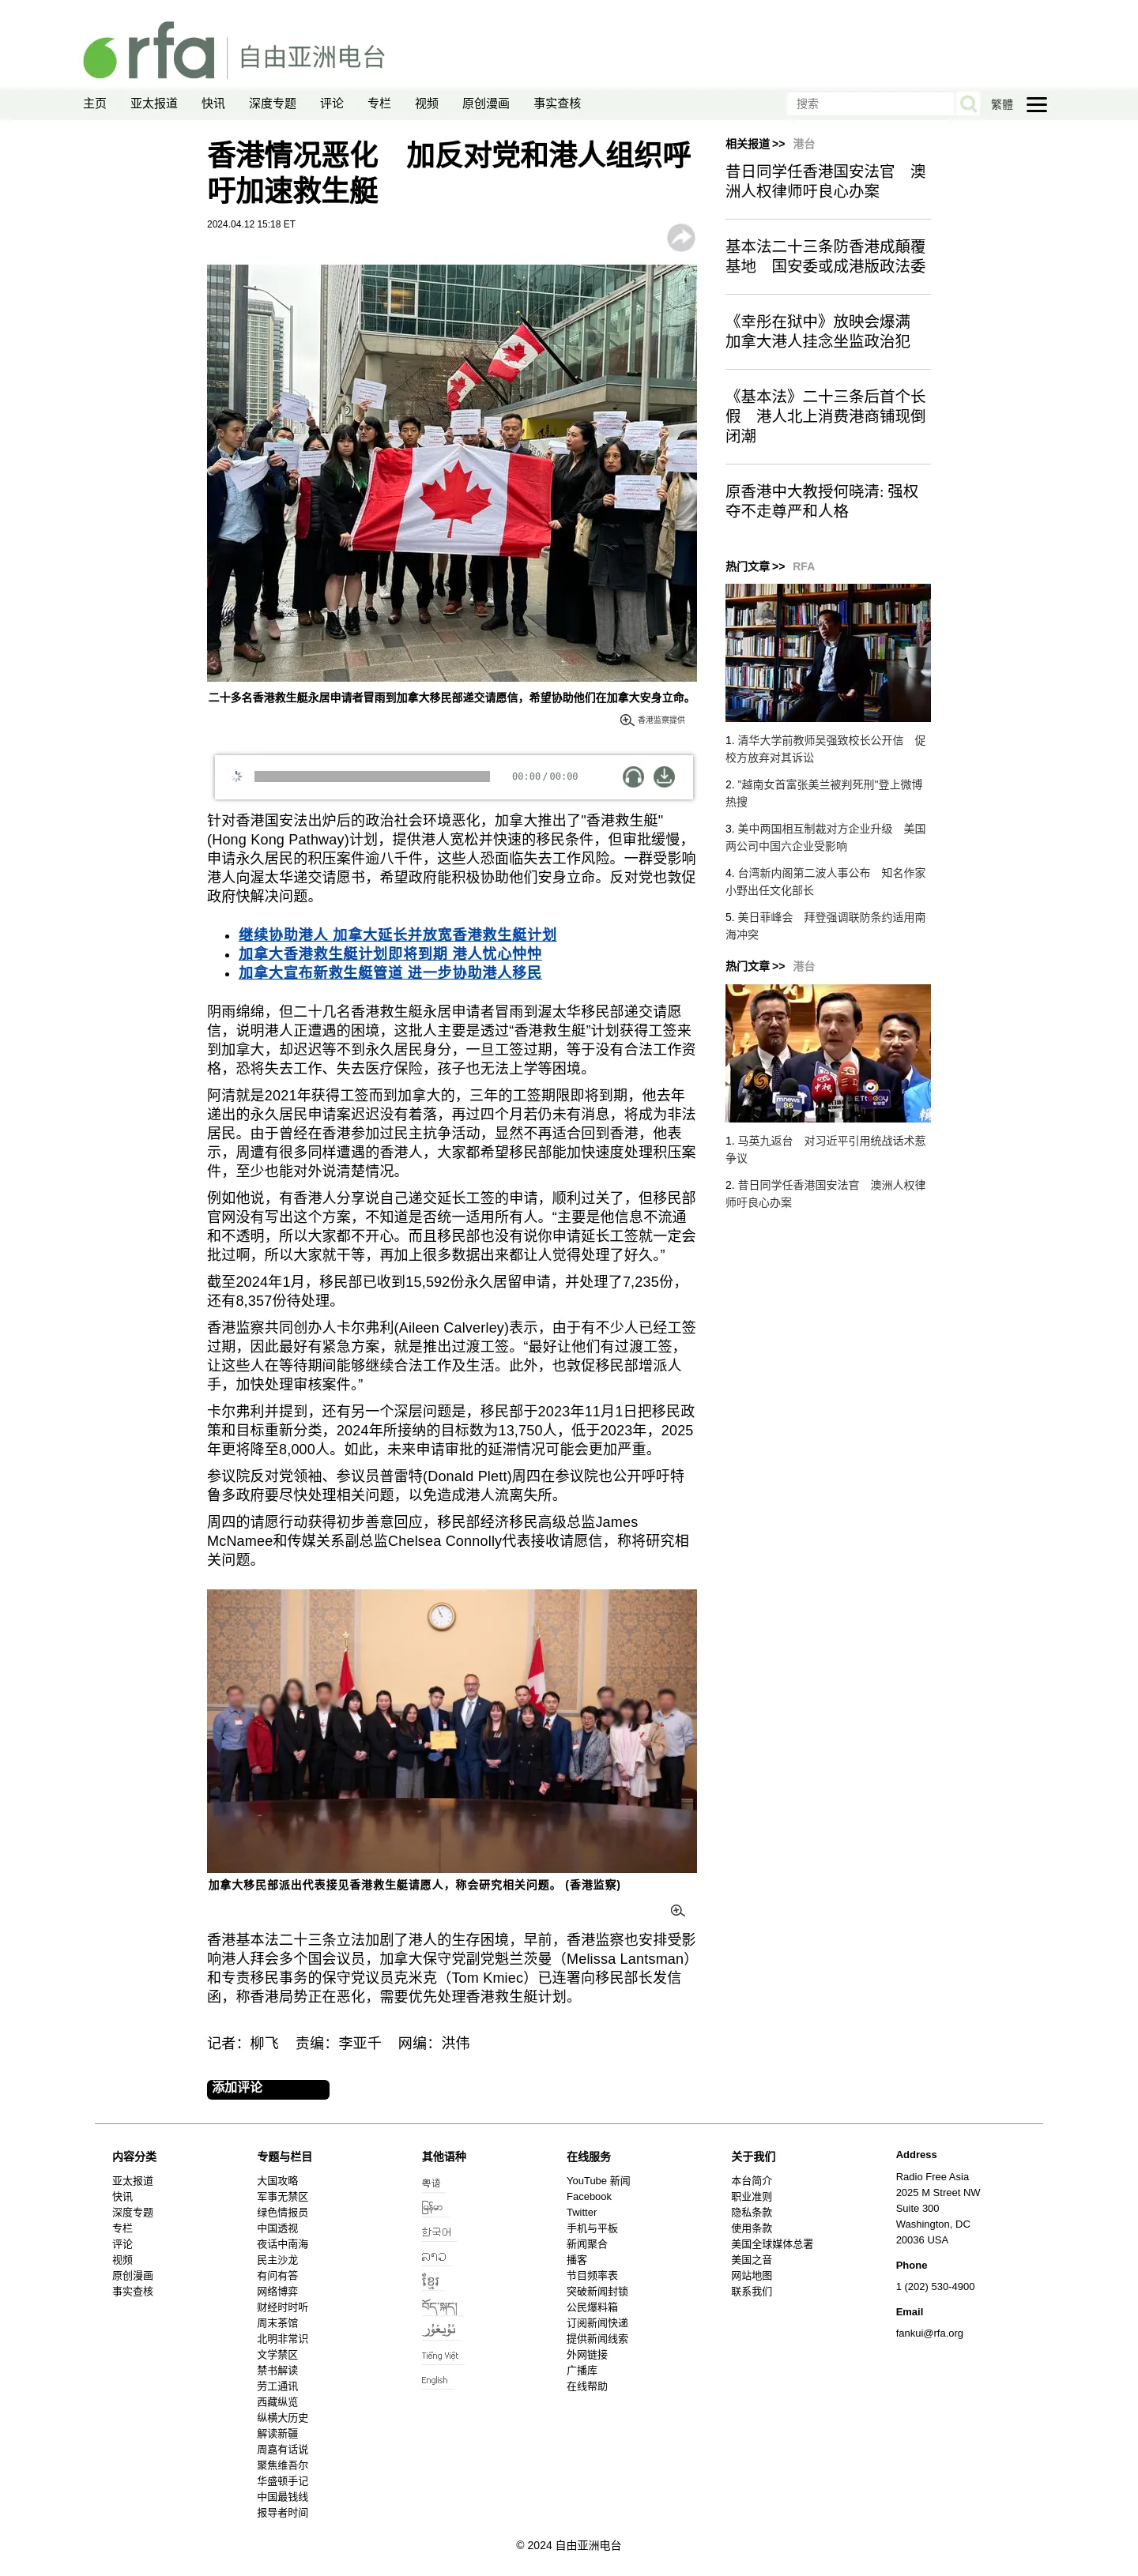 rfa 自由亚洲电台
主页 亚太报道 快讯 深度专题 评论 专栏 视频 原创漫画 事实查核 搜索 繁體
香港情况恶化　加反对党和港人组织呼
吁加速救生艇
2024.04.12 15:18 ET
二十多名香港救生艇永居申请者冒雨到加拿大移民部递交请愿信，希望协助他们在加拿大安身立命。
香港监察提供
00:00/00:00
针对香港国安法出炉后的政治社会环境恶化，加拿大推出了"香港救生艇"
(Hong Kong Pathway)计划，提供港人宽松并快速的移民条件，但审批缓慢，
申请永久居民的积压案件逾八千件，这些人恐面临失去工作风险。一群受影响
港人向渥太华递交请愿书，希望政府能积极协助他们安身立命。反对党也敦促
政府快解决问题。
继续协助港人 加拿大延长并放宽香港救生艇计划
加拿大香港救生艇计划即将到期 港人忧心忡忡
加拿大宣布新救生艇管道 进一步协助港人移民
阴雨绵绵，但二十几名香港救生艇永居申请者冒雨到渥太华移民部递交请愿
信，说明港人正遭遇的困境，这批人主要是透过“香港救生艇”计划获得工签来
到加拿大，却迟迟等不到永久居民身分，一旦工签过期，等于没有合法工作资
格，恐将失去工作、失去医疗保险，孩子也无法上学等困境。
阿清就是2021年获得工签而到加拿大的，三年的工签期限即将到期，他去年
递出的永久居民申请案迟迟没有着落，再过四个月若仍未有消息，将成为非法
居民。由于曾经在香港参加过民主抗争活动，显然不再适合回到香港，他表
示，周遭有很多同样遭遇的香港人，大家都希望移民部能加快速度处理积压案
件，至少也能对外说清楚情况。
例如他说，有香港人分享说自己递交延长工签的申请，顺利过关了，但移民部
官网没有写出这个方案，不知道是否统一适用所有人。“主要是他信息不流通
和不透明，所以大家都不开心。而且移民部也没有说你申请延长工签就一定会
批过啊，所以大家就干等，再加上很多数据出来都让人觉得处理了好久。”
截至2024年1月，移民部已收到15,592份永久居留申请，并处理了7,235份，
还有8,357份待处理。
香港监察共同创办人卡尔弗利(Aileen Calverley)表示，由于有不少人已经工签
过期，因此最好有紧急方案，就是推出过渡工签。“最好让他们有过渡工签，
让这些人在等待期间能够继续合法工作及生活。此外，也敦促移民部增派人
手，加快处理审核案件。”
卡尔弗利并提到，还有另一个深层问题是，移民部于2023年11月1日把移民政
策和目标重新分类，2024年所接纳的目标数为13,750人，低于2023年，2025
年更将降至8,000人。如此，未来申请审批的延滞情况可能会更加严重。
参议院反对党领袖、参议员普雷特(Donald Plett)周四在参议院也公开呼吁特
鲁多政府要尽快处理相关问题，以免造成港人流离失所。
周四的请愿行动获得初步善意回应，移民部经济移民高级总监James
McNamee和传媒关系副总监Chelsea Connolly代表接收请愿信，称将研究相
关问题。
加拿大移民部派出代表接见香港救生艇请愿人，称会研究相关问题。 (香港监察)
香港基本法二十三条立法加剧了港人的生存困境，早前，香港监察也安排受影
响港人拜会多个国会议员，加拿大保守党副党魁兰茨曼（Melissa Lantsman）
和专责移民事务的保守党议员克米克（Tom Kmiec）已连署向移民部长发信
函，称香港局势正在恶化，需要优先处理香港救生艇计划。
记者：柳飞 责编：李亚千 网编：洪伟
添加评论
相关报道 >> 港台
昔日同学任香港国安法官　澳
洲人权律师吁良心办案
基本法二十三条防香港成颠覆
基地　国安委或成港版政法委
《幸彤在狱中》放映会爆满
加拿大港人挂念坐监政治犯
《基本法》二十三条后首个长
假　港人北上消费港商铺现倒
闭潮
原香港中大教授何晓清: 强权
夺不走尊严和人格
热门文章 >> RFA
1. 清华大学前教师吴强致校长公开信　促
校方放弃对其诉讼
2. "越南女首富张美兰被判死刑"登上微博
热搜
3. 美中两国相互制裁对方企业升级　美国
两公司中国六企业受影响
4. 台湾新内阁第二波人事公布　知名作家
小野出任文化部长
5. 美日菲峰会　拜登强调联防条约适用南
海冲突
热门文章 >> 港台
mnews
86
中視
ETtoday
1. 马英九返台　对习近平引用统战话术惹
争议
2. 昔日同学任香港国安法官　澳洲人权律
师吁良心办案
内容分类
亚太报道
快讯
深度专题
专栏
评论
视频
原创漫画
事实查核
专题与栏目
大国攻略
军事无禁区
绿色情报员
中国透视
夜话中南海
民主沙龙
有问有答
网络博弈
财经时时听
周末茶馆
北明非常识
文学禁区
禁书解读
劳工通讯
西藏纵览
纵横大历史
解读新疆
周嘉有话说
聚焦维吾尔
华盛顿手记
中国最钱线
报导者时间
其他语种
粤语
မြန်မာ
한국어
ລາວ
ខ្មែរ
བོད་སྐད།
ئۇيغۇر
Tiếng Việt
English
在线服务
YouTube 新闻
Facebook
Twitter
手机与平板
新闻聚合
播客
节目频率表
突破新闻封锁
公民爆料箱
订阅新闻快递
提供新闻线索
外网链接
广播库
在线帮助
关于我们
本台简介
职业准则
隐私条款
使用条款
美国全球媒体总署
美国之音
网站地图
联系我们
Address
Radio Free Asia
2025 M Street NW
Suite 300
Washington, DC
20036 USA
Phone
1 (202) 530-4900
Email
fankui@rfa.org
© 2024 自由亚洲电台